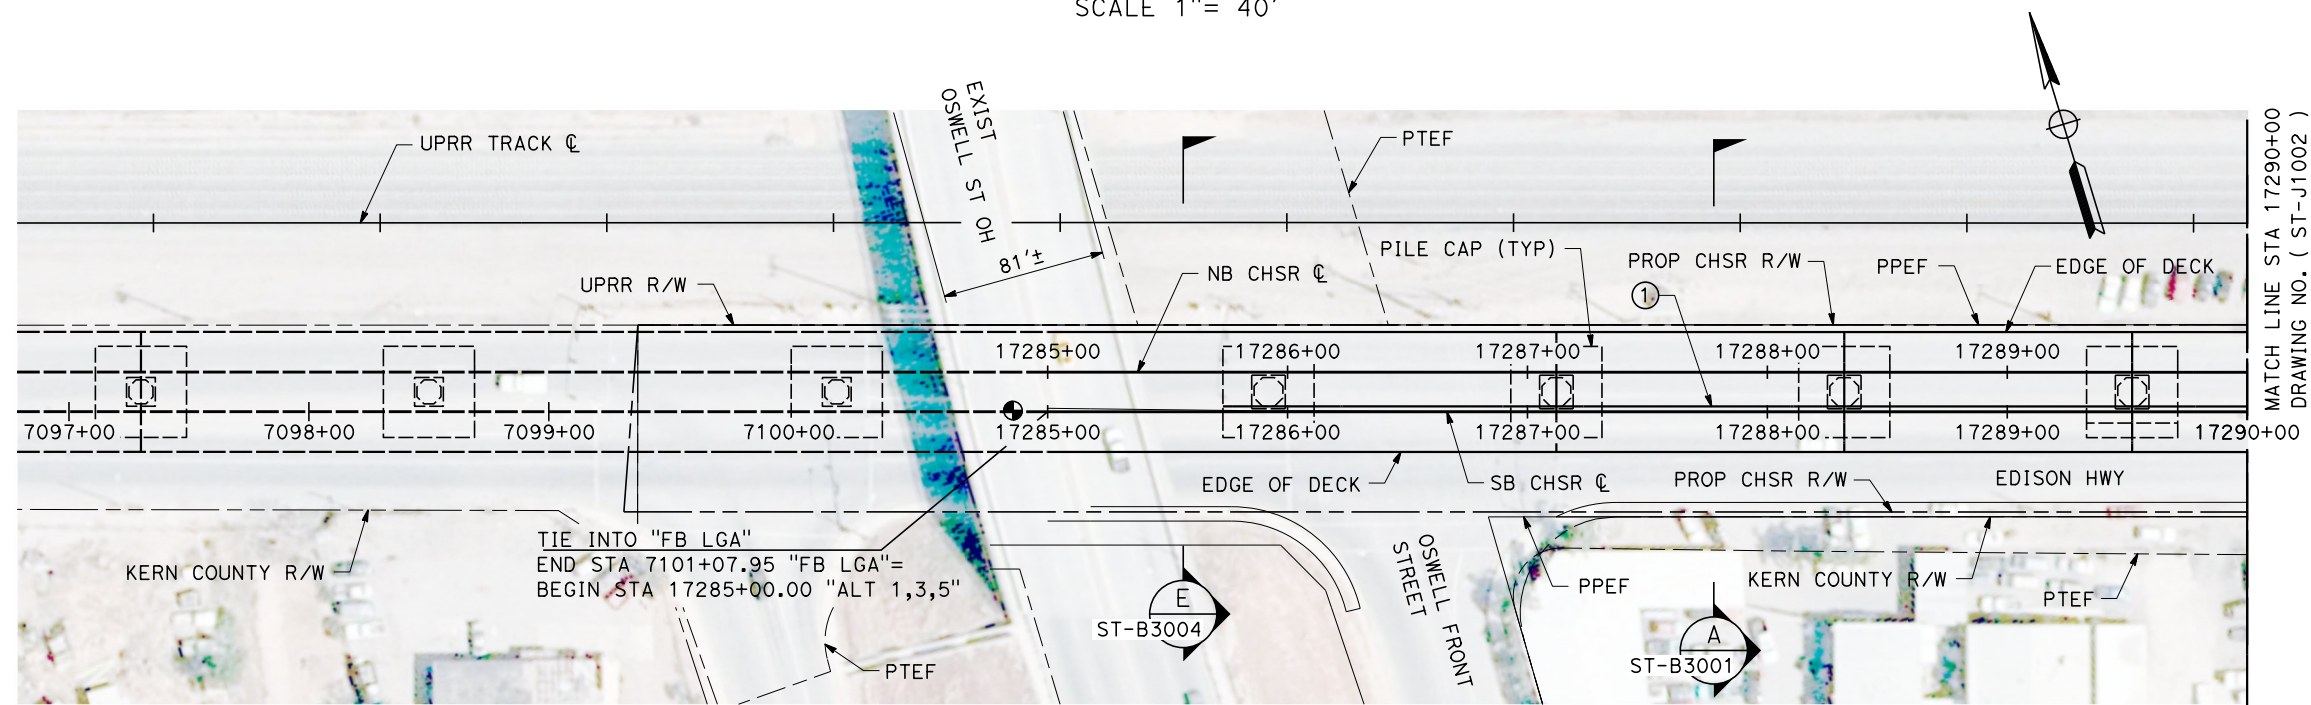 SCALE 1"= 40'
UPRR TRACK ℄
EXIST
OSWELL ST OH
81'±
PTEF
UPRR R/W
NB CHSR ℄
PILE CAP (TYP)
PROP CHSR R/W
1
PPEF
EDGE OF DECK
MATCH LINE STA 17290+00
DRAWING NO. ( ST-J1002 )
17285+00
17286+00
17287+00
17288+00
17289+00
7097+00
7098+00
7099+00
7100+00
17285+00
17286+00
17287+00
17288+00
17289+00
17290+00
EDGE OF DECK
SB CHSR ℄
PROP CHSR R/W
EDISON HWY
KERN COUNTY R/W
TIE INTO "FB LGA"
END STA 7101+07.95 "FB LGA"=
BEGIN STA 17285+00.00 "ALT 1,3,5"
PTEF
E
ST-B3004
OSWELL FRONT
STREET
PPEF
KERN COUNTY R/W
PTEF
A
ST-B3001